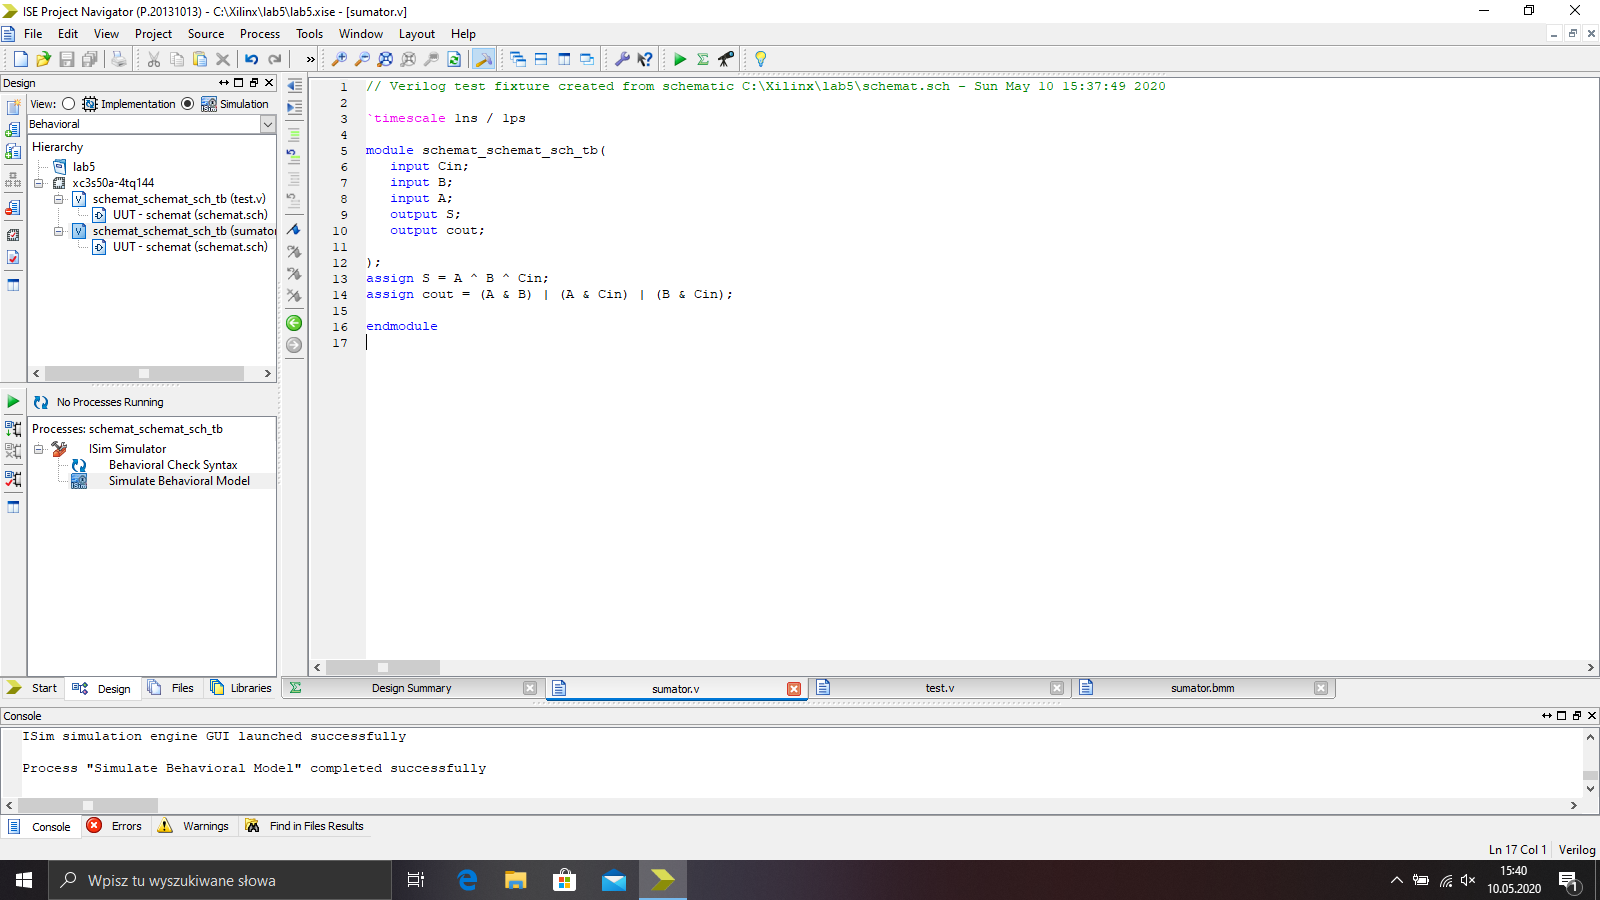 ISE Project Navigator (P.20131013) - C:\Xilinx\lab5\lab5.xise - [sumator.v]
File Edit View Project Source Process Tools Window Layout Help
»
Design
View: Implementation Simulation
Behavioral
Hierarchy
lab5
xc3s50a-4tq144
schemat_schemat_sch_tb (test.v)
UUT - schemat (schemat.sch)
schemat_schemat_sch_tb (sumator
UUT - schemat (schemat.sch)
No Processes Running
Processes: schemat_schemat_sch_tb
ISim Simulator
Behavioral Check Syntax
Simulate Behavioral Model
Start Design Files Libraries
1 // Verilog test fixture created from schematic C:\Xilinx\lab5\schemat.sch - Sun May 10 15:37:49 2020
2
3 `timescale 1ns / 1ps
4
5 module schemat_schemat_sch_tb(
6 input Cin;
7 input B;
8 input A;
9 output S;
10 output cout;
11
12 );
13 assign S = A ^ B ^ Cin;
14 assign cout = (A & B) | (A & Cin) | (B & Cin);
15
16 endmodule
17
Design Summary sumator.v test.v sumator.bmm
Console
ISim simulation engine GUI launched successfully
Process "Simulate Behavioral Model" completed successfully
Console Errors Warnings Find in Files Results
Ln 17 Col 1 Verilog
Wpisz tu wyszukiwane słowa
15:40
10.05.2020
1